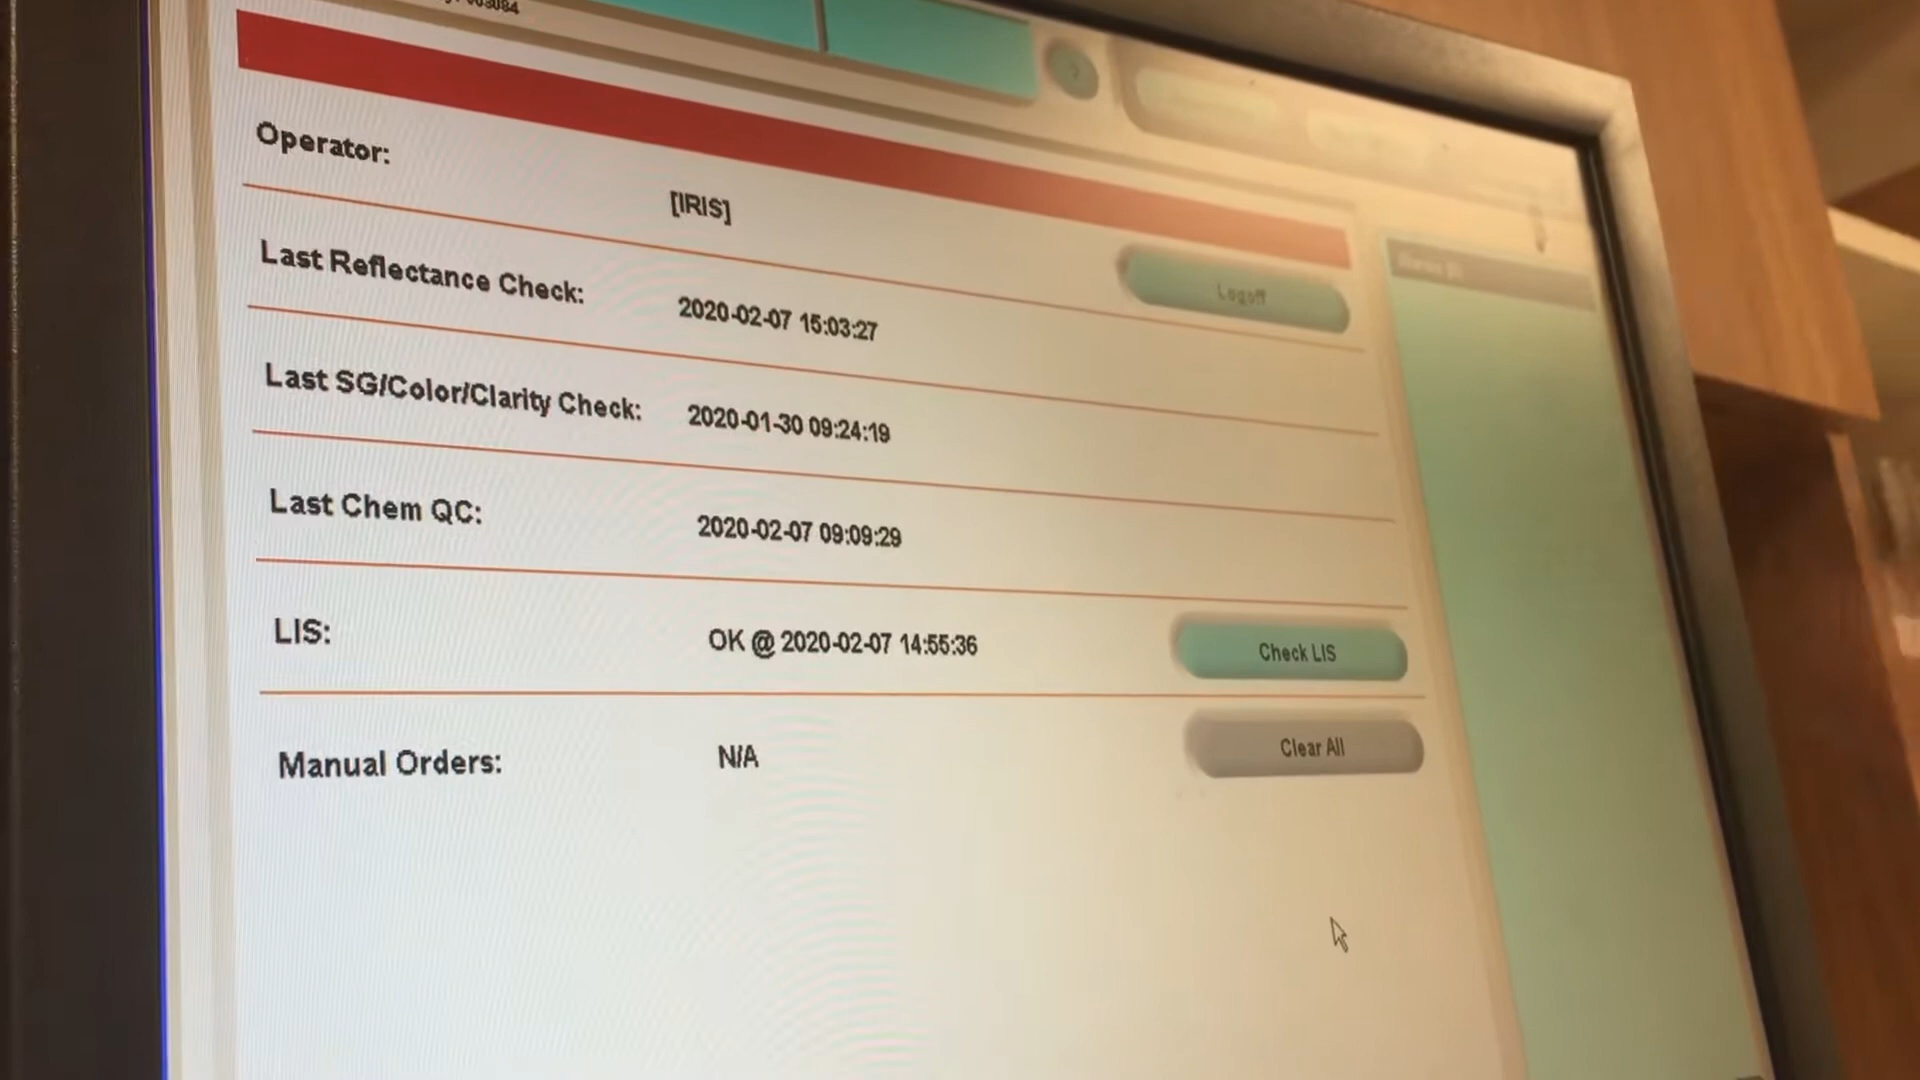 Operator:
[IRIS]
Logoff
Last Reflectance Check:
2020-02-07 15:03:27
Last SG/Color/Clarity Check:
2020-01-30 09:24:19
Last Chem QC:
2020-02-07 09:09:29
LIS:
OK @ 2020-02-07 14:55:36
Check LIS
Manual Orders:
N/A
Clear All